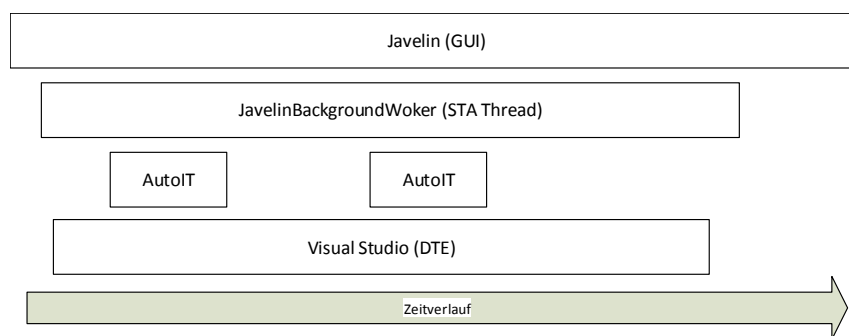 Javelin (GUI)
JavelinBackgroundWoker (STA Thread)
AutoIT
AutoIT
Visual Studio (DTE)
Zeitverlauf